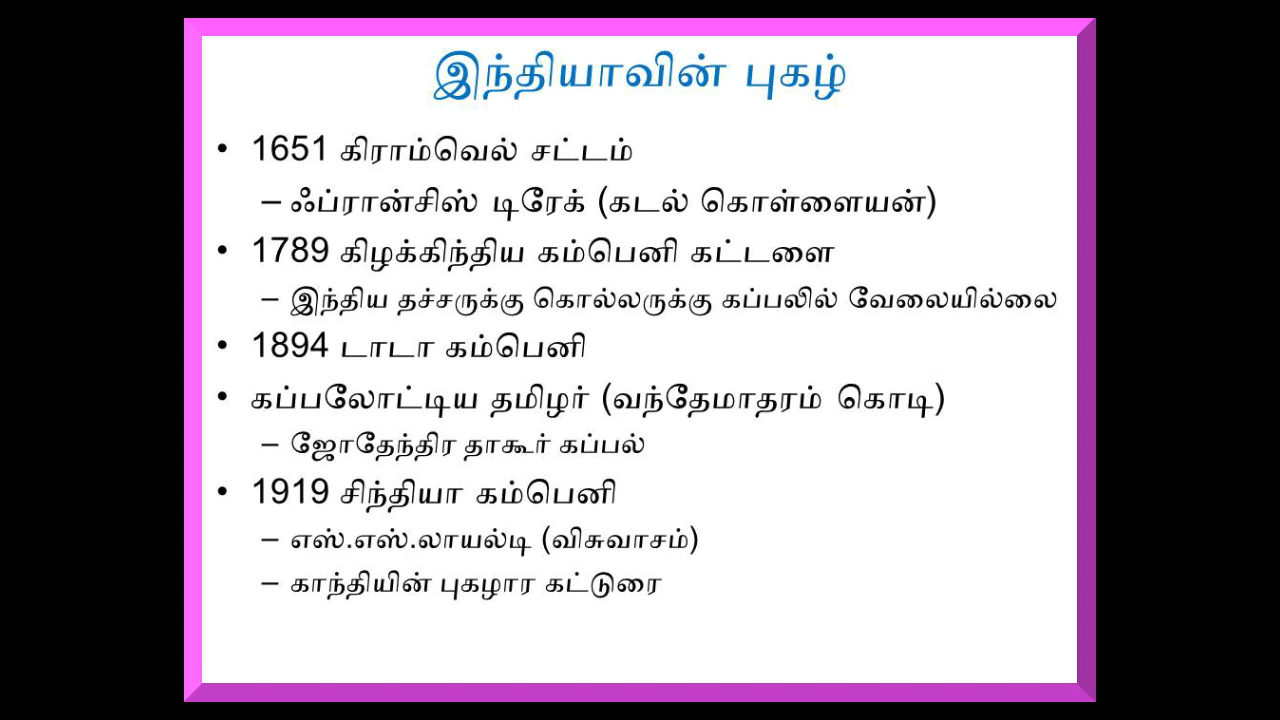 இந்தியாவின் புகழ்
• 1651 கிராம்வெல் சட்டம்
– ஃப்ரான்சிஸ் டிரேக் (கடல் கொள்ளையன்)
• 1789 கிழக்கிந்திய கம்பெனி கட்டளை
– இந்திய தச்சருக்கு கொல்லருக்கு கப்பலில் வேலையில்லை
• 1894 டாடா கம்பெனி
• கப்பலோட்டிய தமிழர் (வந்தேமாதரம் கொடி)
– ஜோதேந்திர தாகூர் கப்பல்
• 1919 சிந்தியா கம்பெனி
– எஸ்.எஸ்.லாயல்டி (விசுவாசம்)
– காந்தியின் புகழார கட்டுரை